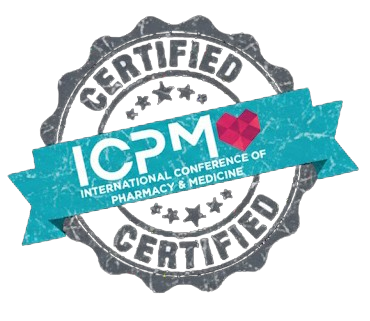 CERTIFIED
ICPM
INTERNATIONAL CONFERENCE OF
PHARMACY & MEDICINE
CERTIFIED